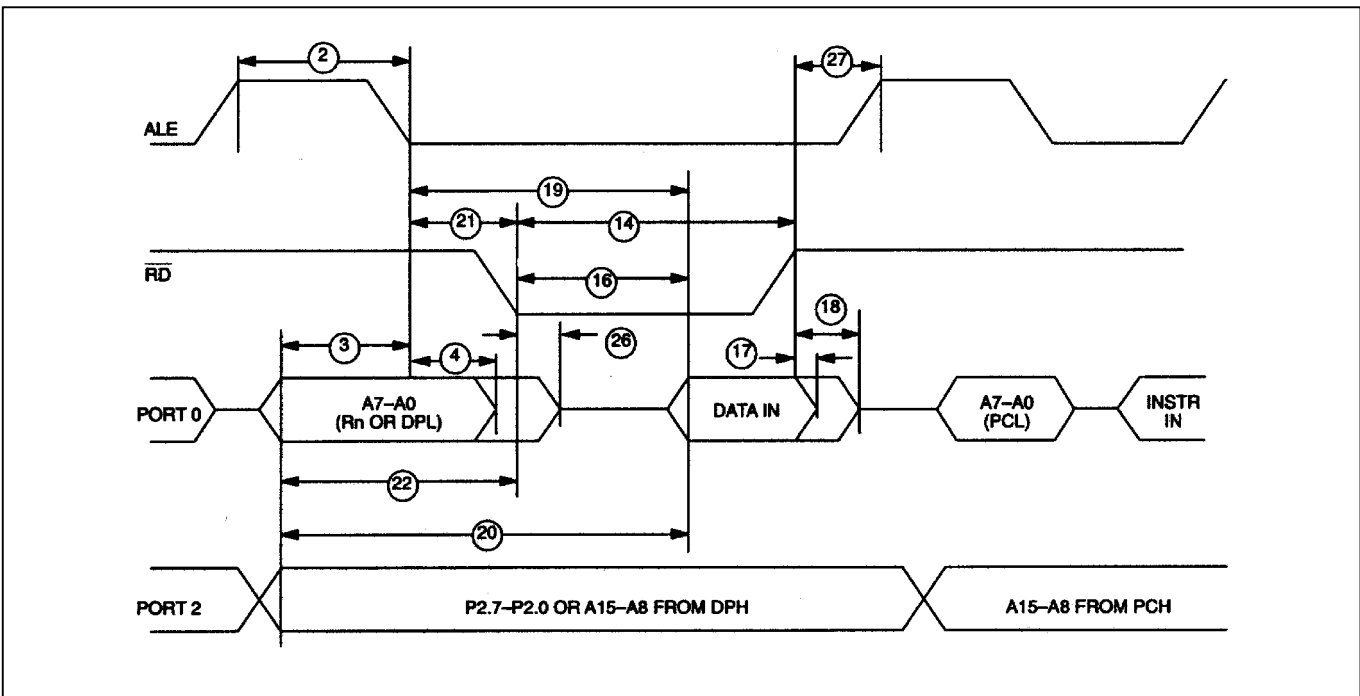 2
27
ALE
19
21
14
RD
16
18
3
4
26
17
PORT 0
A7–A0
(Rn OR DPL)
DATA IN
A7–A0
(PCL)
INSTR
IN
22
20
PORT 2
P2.7–P2.0 OR A15–A8 FROM DPH
A15–A8 FROM PCH